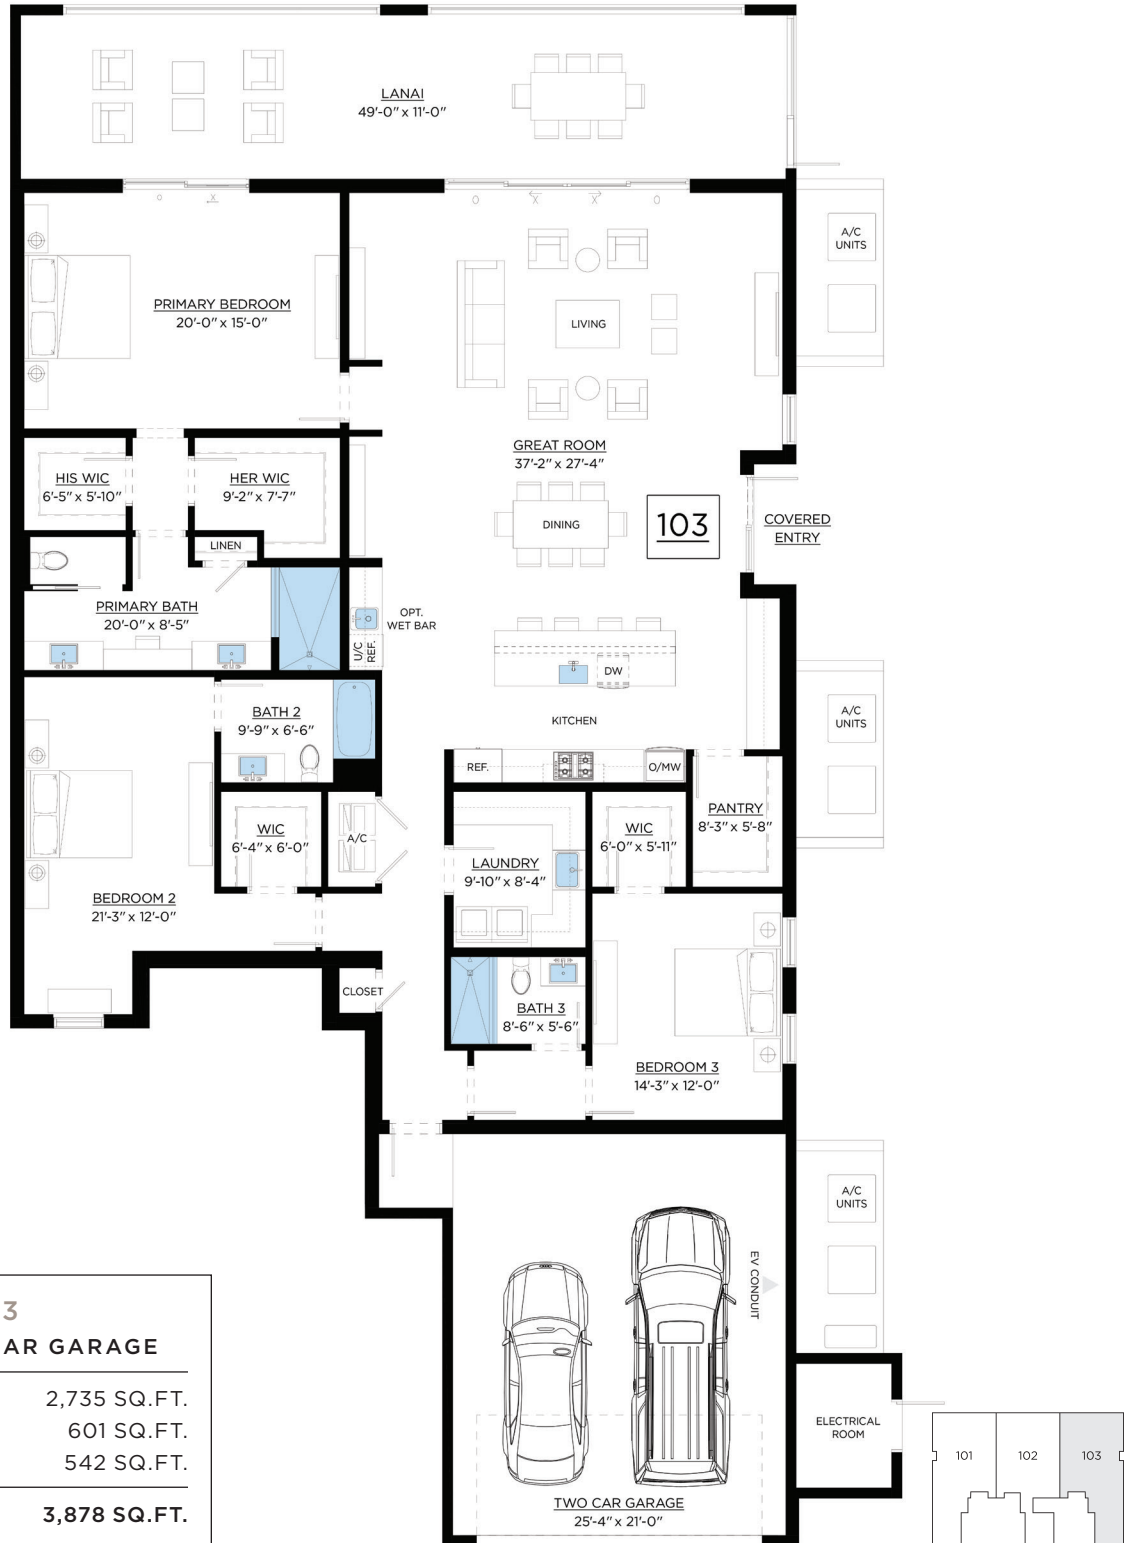 LANAI
49'-0" x 11'-0"
O
X
O
X
X
O
A/C
UNITS
PRIMARY BEDROOM
20'-0" x 15'-0"
LIVING
GREAT ROOM
37'-2" x 27'-4"
HIS WIC
6'-5" x 5'-10"
HER WIC
9'-2" x 7'-7"
DINING
103
COVERED
ENTRY
LINEN
PRIMARY BATH
20'-0" x 8'-5"
OPT.
WET BAR
U/C
REF.
DW
BATH 2
9'-9" x 6'-6"
KITCHEN
A/C
UNITS
REF.
O/MW
PANTRY
8'-3" x 5'-8"
WIC
6'-4" x 6'-0"
A/C
WIC
6'-0" x 5'-11"
LAUNDRY
9'-10" x 8'-4"
BEDROOM 2
21'-3" x 12'-0"
CLOSET
BATH 3
8'-6" x 5'-6"
BEDROOM 3
14'-3" x 12'-0"
A/C
UNITS
EV CONDUIT
ELECTRICAL
ROOM
TWO CAR GARAGE
25'-4" x 21'-0"
3
AR GARAGE
2,735 SQ.FT.
601 SQ.FT.
542 SQ.FT.
3,878 SQ.FT.
101
102
103